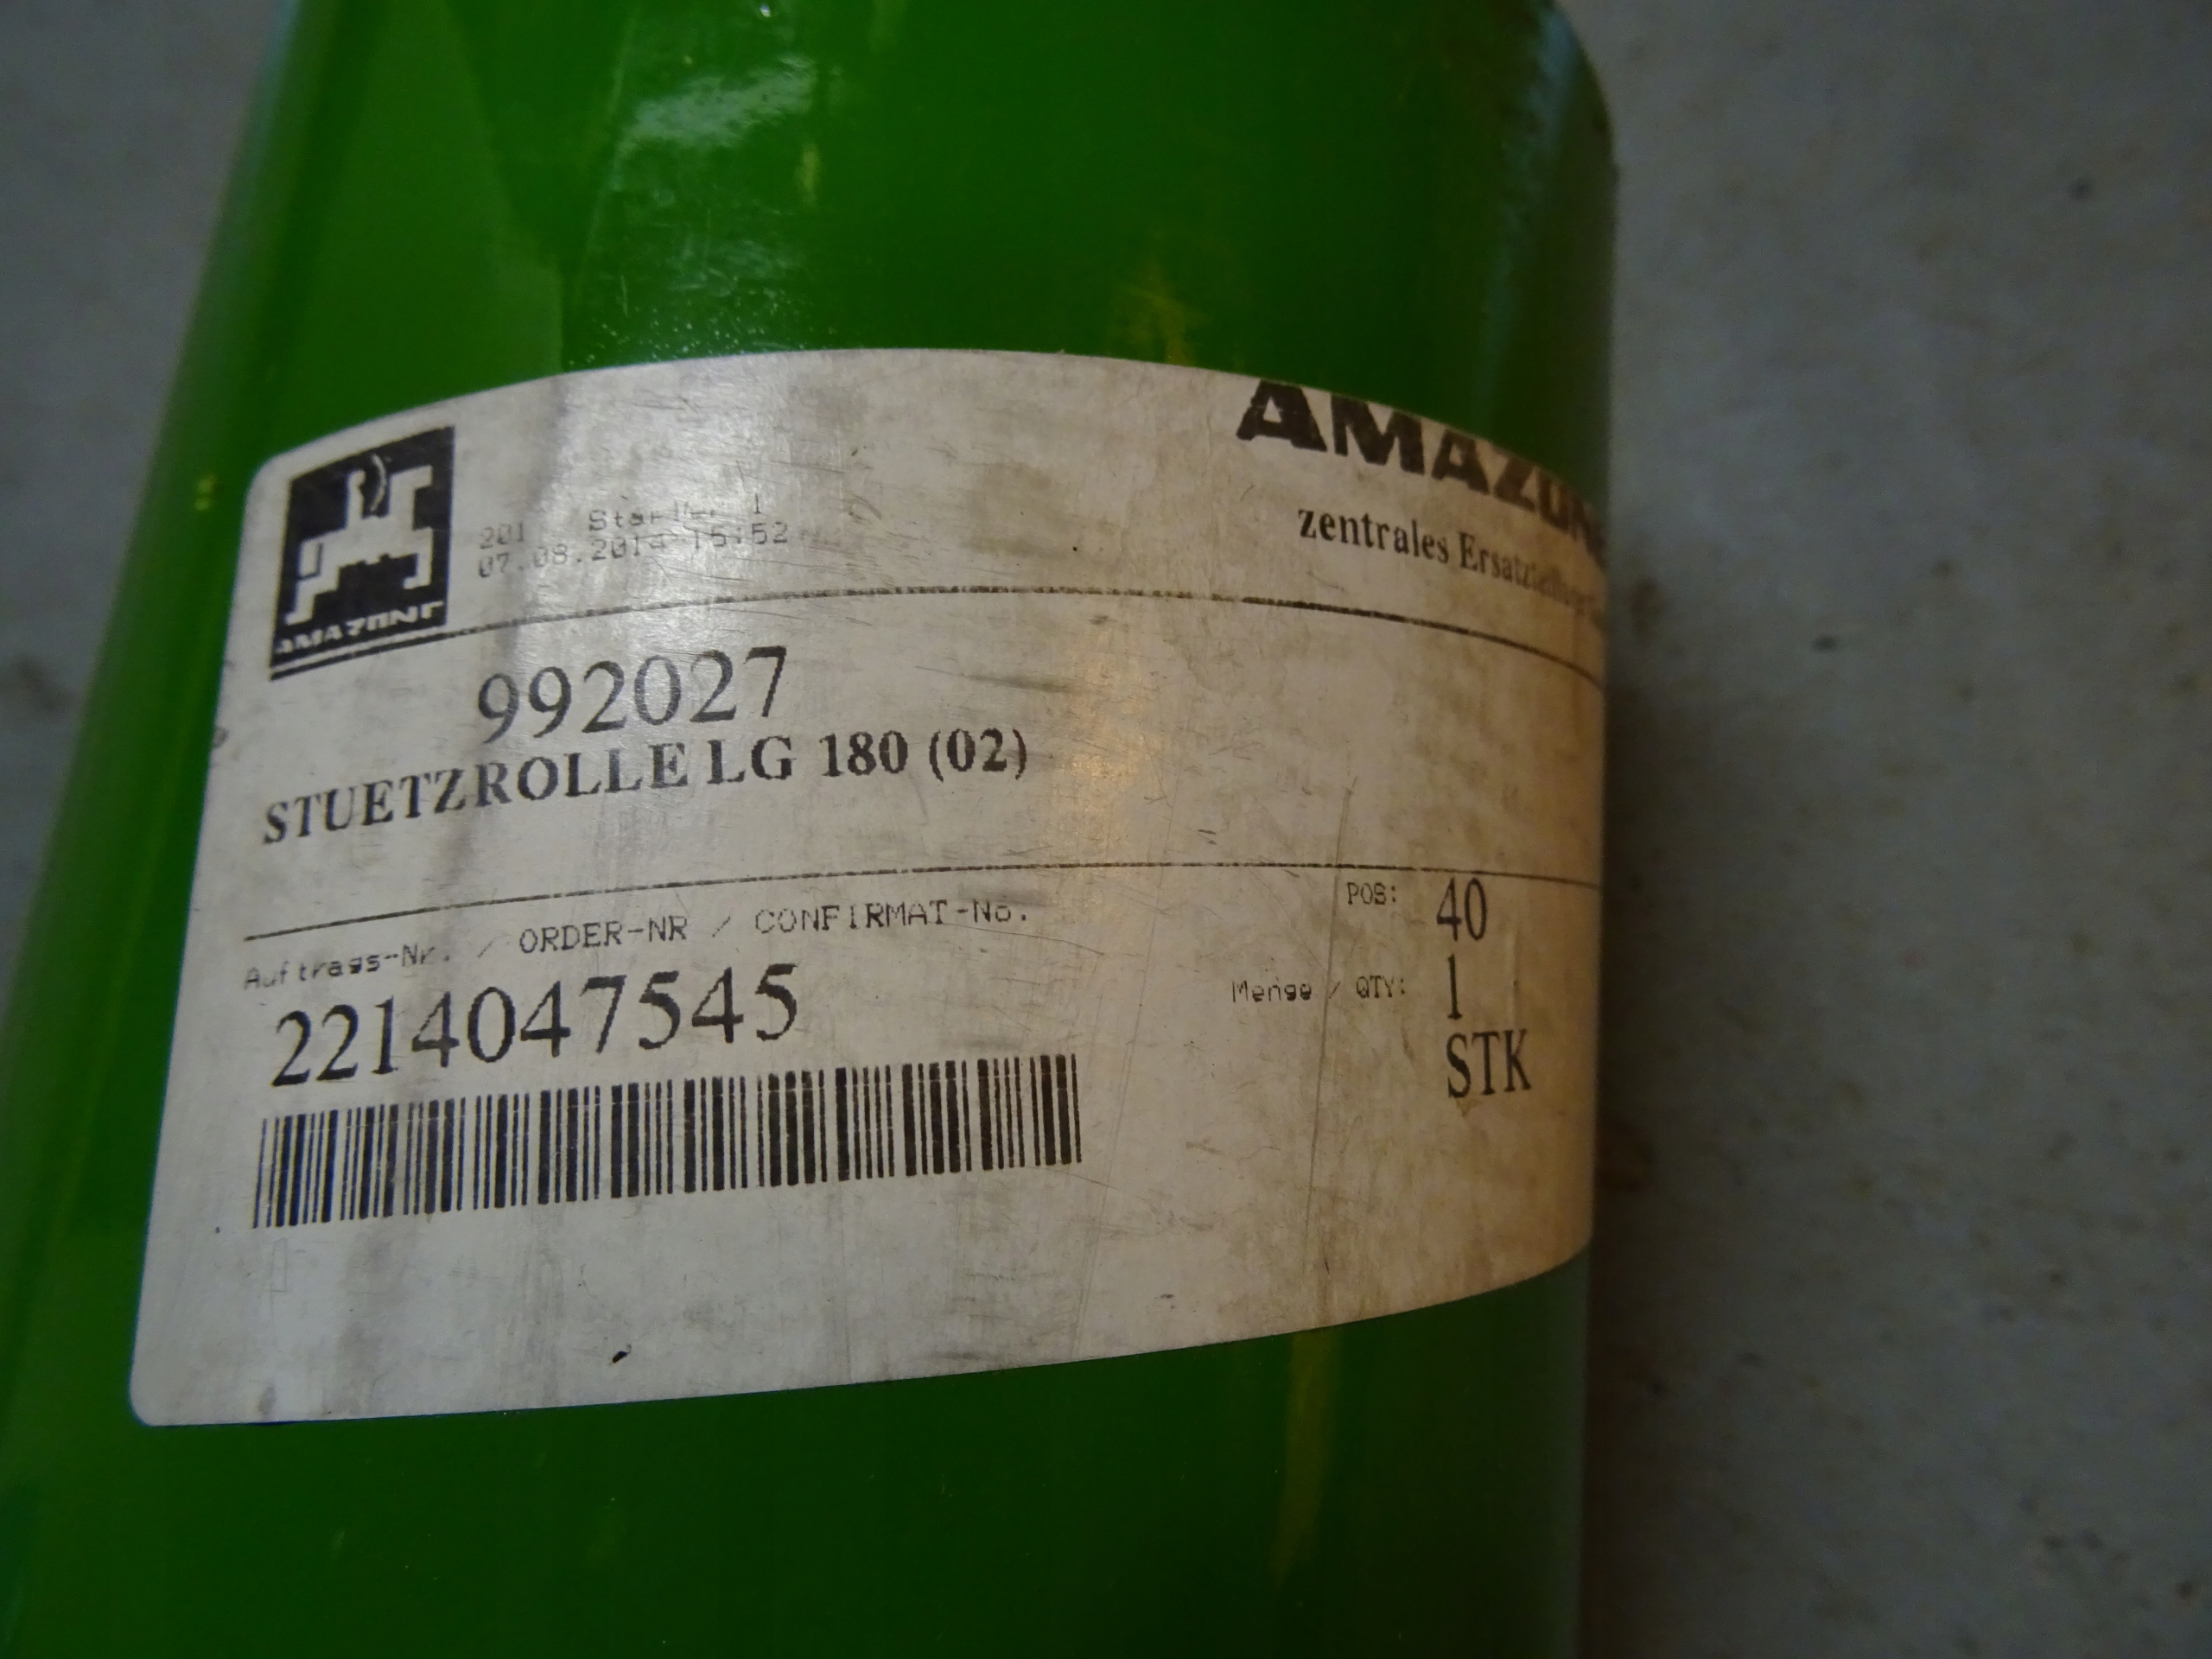 AMAZONE
zentrales
AMAZONE
07.08.2014 15:52
992027
STUETZROLLE LG 180 (02)
Auftrags-Nr. / ORDER-NR / CONFIRMAT-No.
POS: 40
2214047545
Menge / QTY: 1
STK